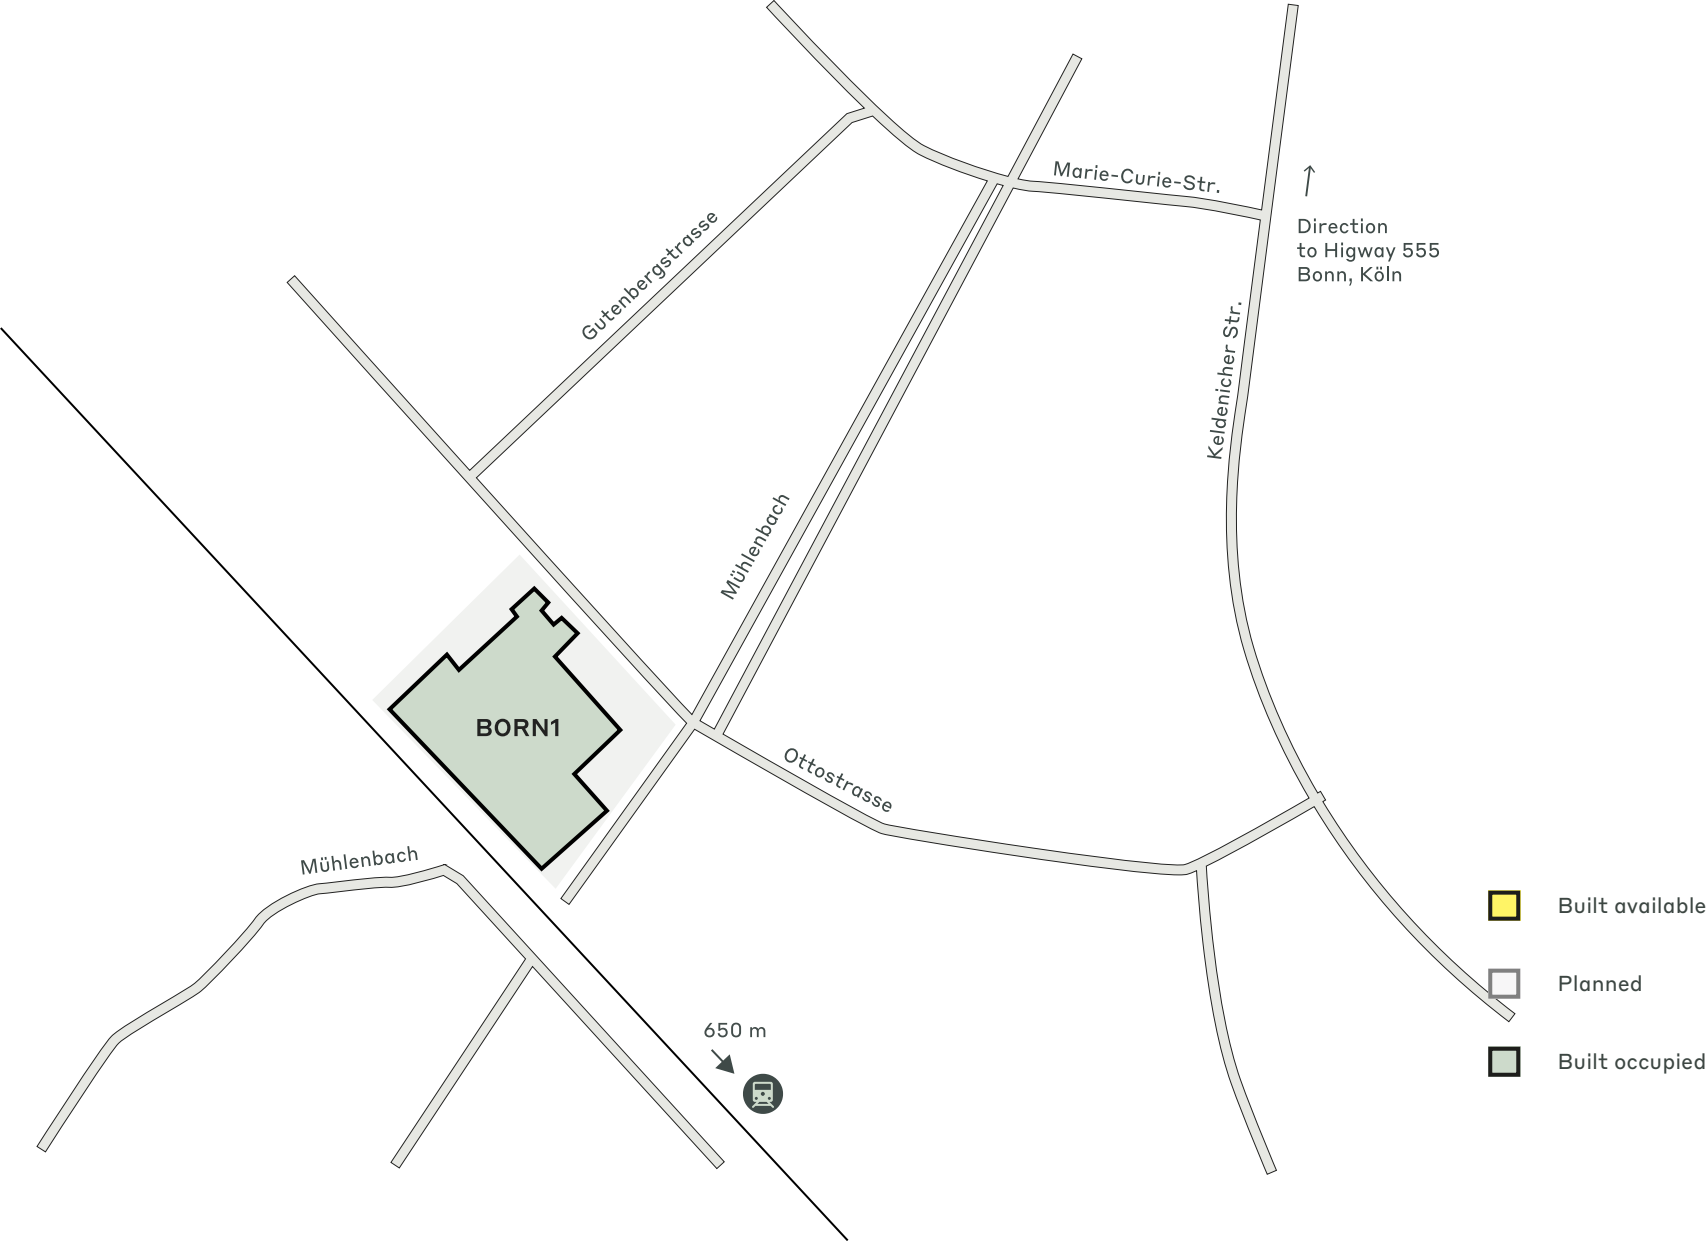 Marie-Curie-Str.
Direction
to Higway 555
Bonn, Köln
Gutenbergstrasse
Keldenicher Str.
Mühlenbach
BORN1
Ottostrasse
Mühlenbach
650 m
Built available
Planned
Built occupied